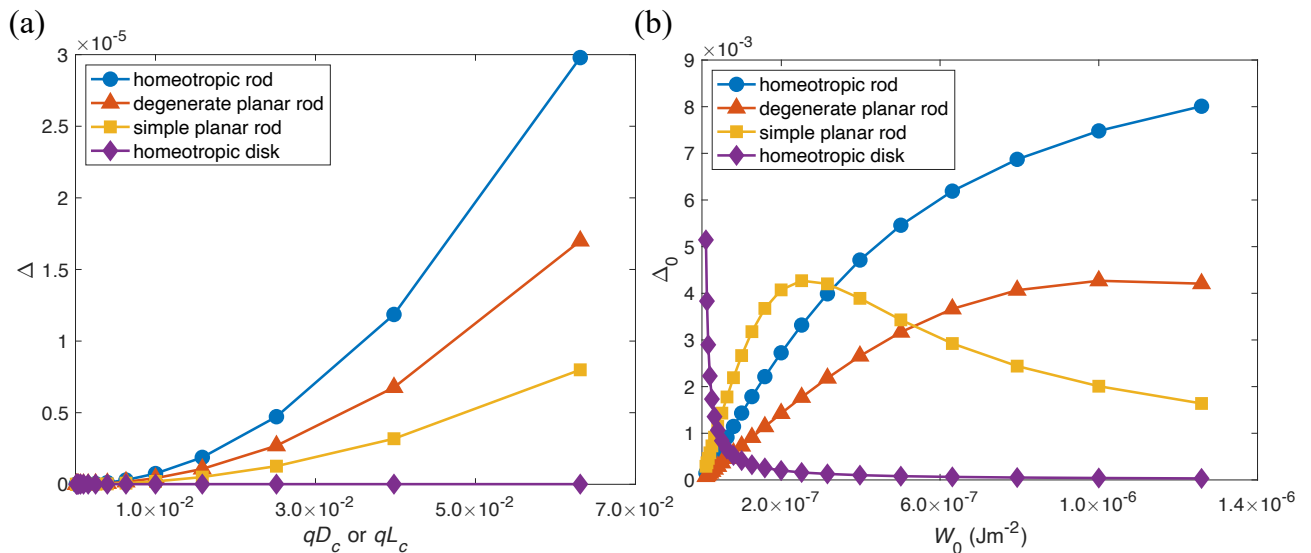 (a)
×10⁻⁵
3
2.5
2
1.5
1
0.5
0
Δ
homeotropic rod
degenerate planar rod
simple planar rod
homeotropic disk
1.0×10⁻² 3.0×10⁻² 5.0×10⁻² 7.0×10⁻²
qD_c or qL_c
(b)
×10⁻³
9
8
7
6
5
4
3
2
1
0
Δ₀
homeotropic rod
degenerate planar rod
simple planar rod
homeotropic disk
2.0×10⁻⁷ 6.0×10⁻⁷ 1.0×10⁻⁶ 1.4×10⁻⁶
W₀ (Jm⁻²)